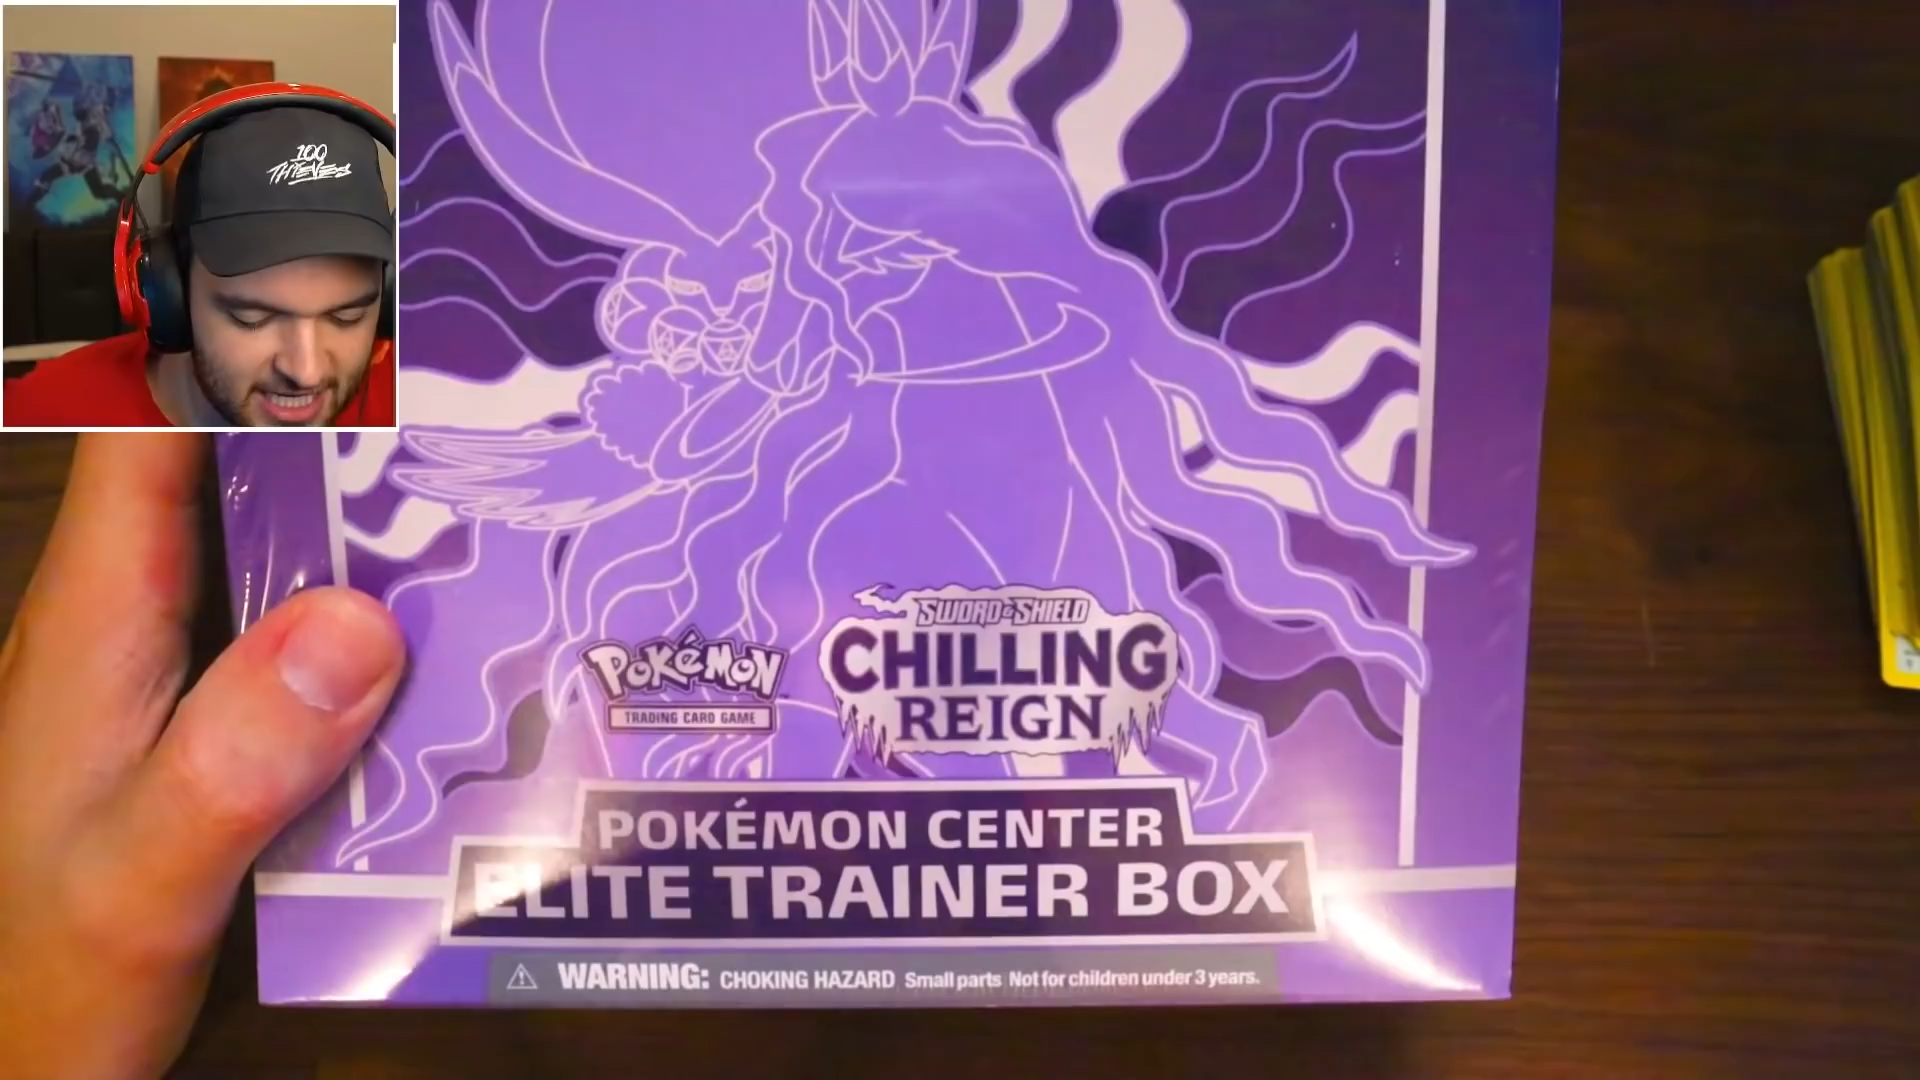 100
THIEVES
SWORD & SHIELD
POKéMON
CHILLING
TRADING CARD GAME
REIGN
POKÉMON CENTER
ELITE TRAINER BOX
WARNING: CHOKING HAZARD Small parts Not for children under 3 years.